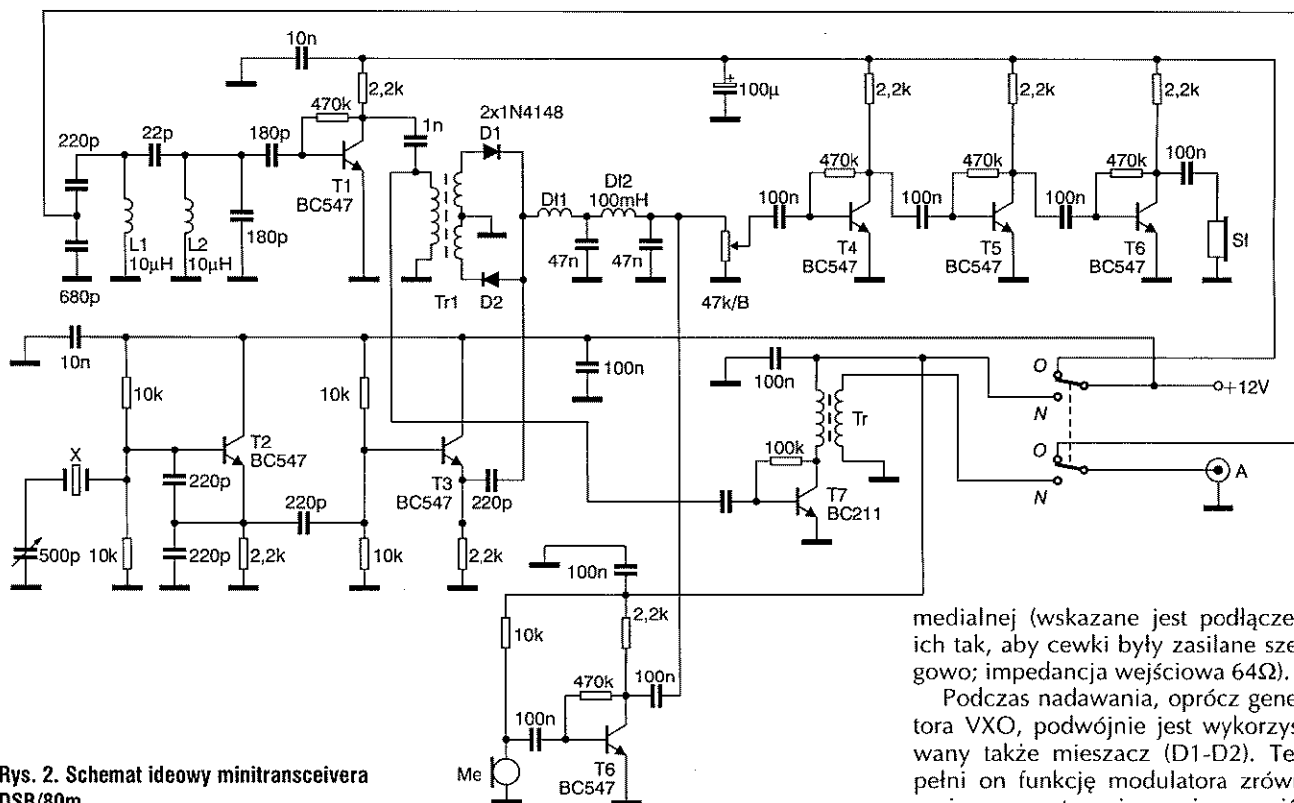 10n
2,2k
470k
220p
22p
180p
1n
2x1N4148
D1
100µ
+
2,2k
2,2k
2,2k
T1
BC547
L1
10µH
L2
10µH
180p
680p
Tr1
D2
Dł1
Dł2
100mH
47n
47n
47k/B
100n
470k
T4
BC547
100n
470k
T5
BC547
100n
470k
T6
BC547
100n
Sł
10n
10k
X
500p
10k
220p
220p
T2
BC547
2,2k
220p
10k
10k
T3
BC547
220p
2,2k
100n
100n
Tr
100k
T7
BC211
O
N
+12V
O
N
A
100n
10k
2,2k
470k
100n
100n
Me
T6
BC547
Rys. 2. Schemat ideowy minitransceivera
DSB/80m
medialnej (wskazane jest podłącze
ich tak, aby cewki były zasilane sze
gowo; impedancja wejściowa 64Ω).
Podczas nadawania, oprócz gene
tora VXO, podwójnie jest wykorzys
wany także mieszacz (D1-D2). Te
pełni on funkcję modulatora zrów